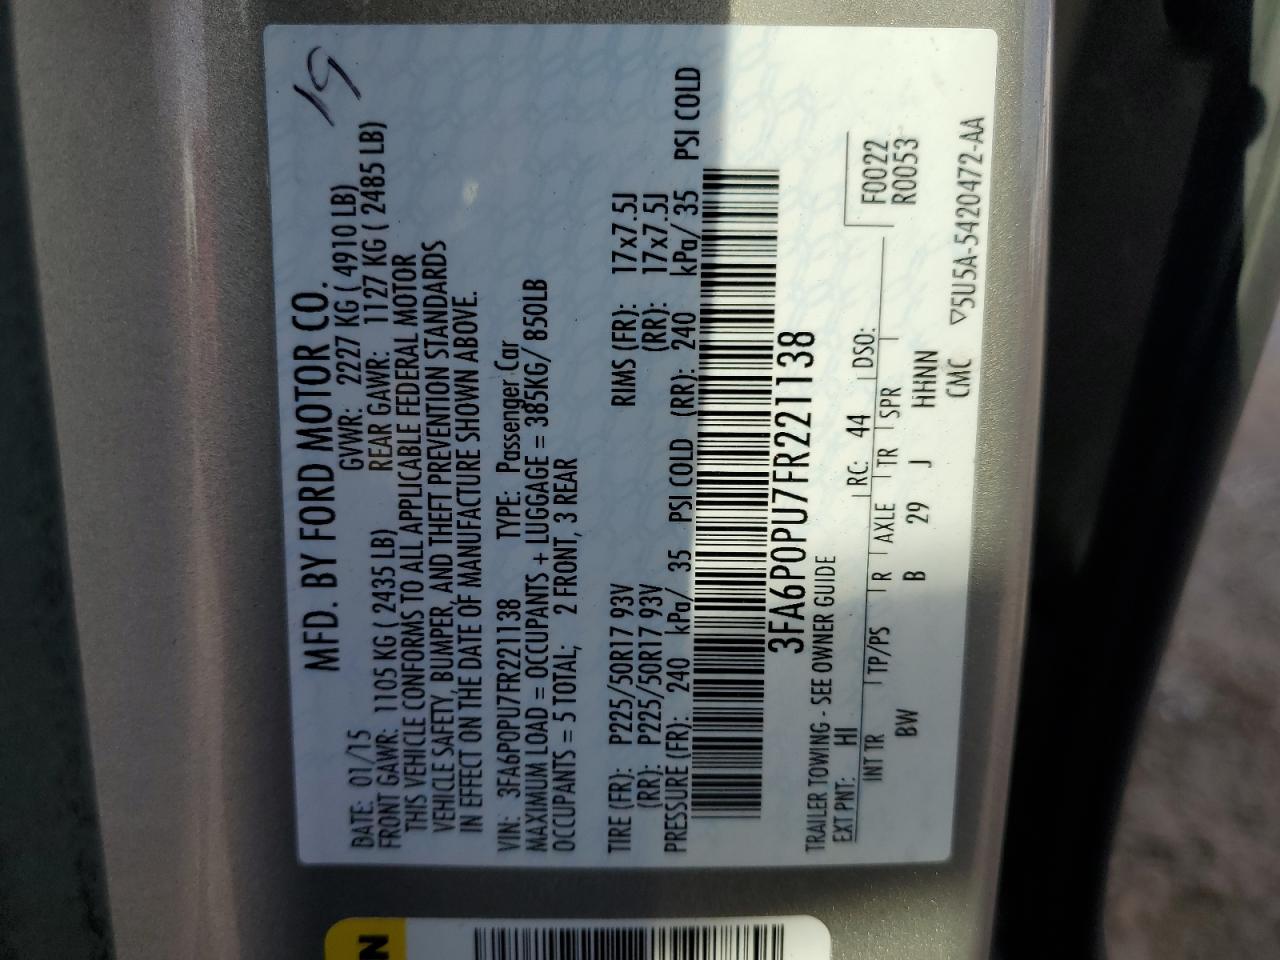 19
MFD. BY FORD MOTOR CO.
DATE: 01/15 GVWR: 2227 KG ( 4910 LB)
FRONT GAWR: 1105 KG ( 2435 LB) REAR GAWR: 1127 KG ( 2485 LB)
THIS VEHICLE CONFORMS TO ALL APPLICABLE FEDERAL MOTOR
VEHICLE SAFETY, BUMPER, AND THEFT PREVENTION STANDARDS
IN EFFECT ON THE DATE OF MANUFACTURE SHOWN ABOVE.
VIN: 3FA6P0PU7FR221138 TYPE: Passenger Car
MAXIMUM LOAD = OCCUPANTS + LUGGAGE = 385KG/ 850LB
OCCUPANTS = 5 TOTAL; 2 FRONT, 3 REAR
TIRE (FR): P225/50R17 93V RIMS (FR): 17x7.5J
(RR): P225/50R17 93V (RR): 17x7.5J
PRESSURE (FR): 240 kPa/ 35 PSI COLD (RR): 240 kPa/ 35 PSI COLD
3FA6P0PU7FR221138
TRAILER TOWING - SEE OWNER GUIDE
EXT PNT: HI RC: 44 DSO: F0022
INT TR TP/PS R AXLE TR SPR R0053
BW B 29 J HHNN
CMC ▽5U5A-5420472-AA
N